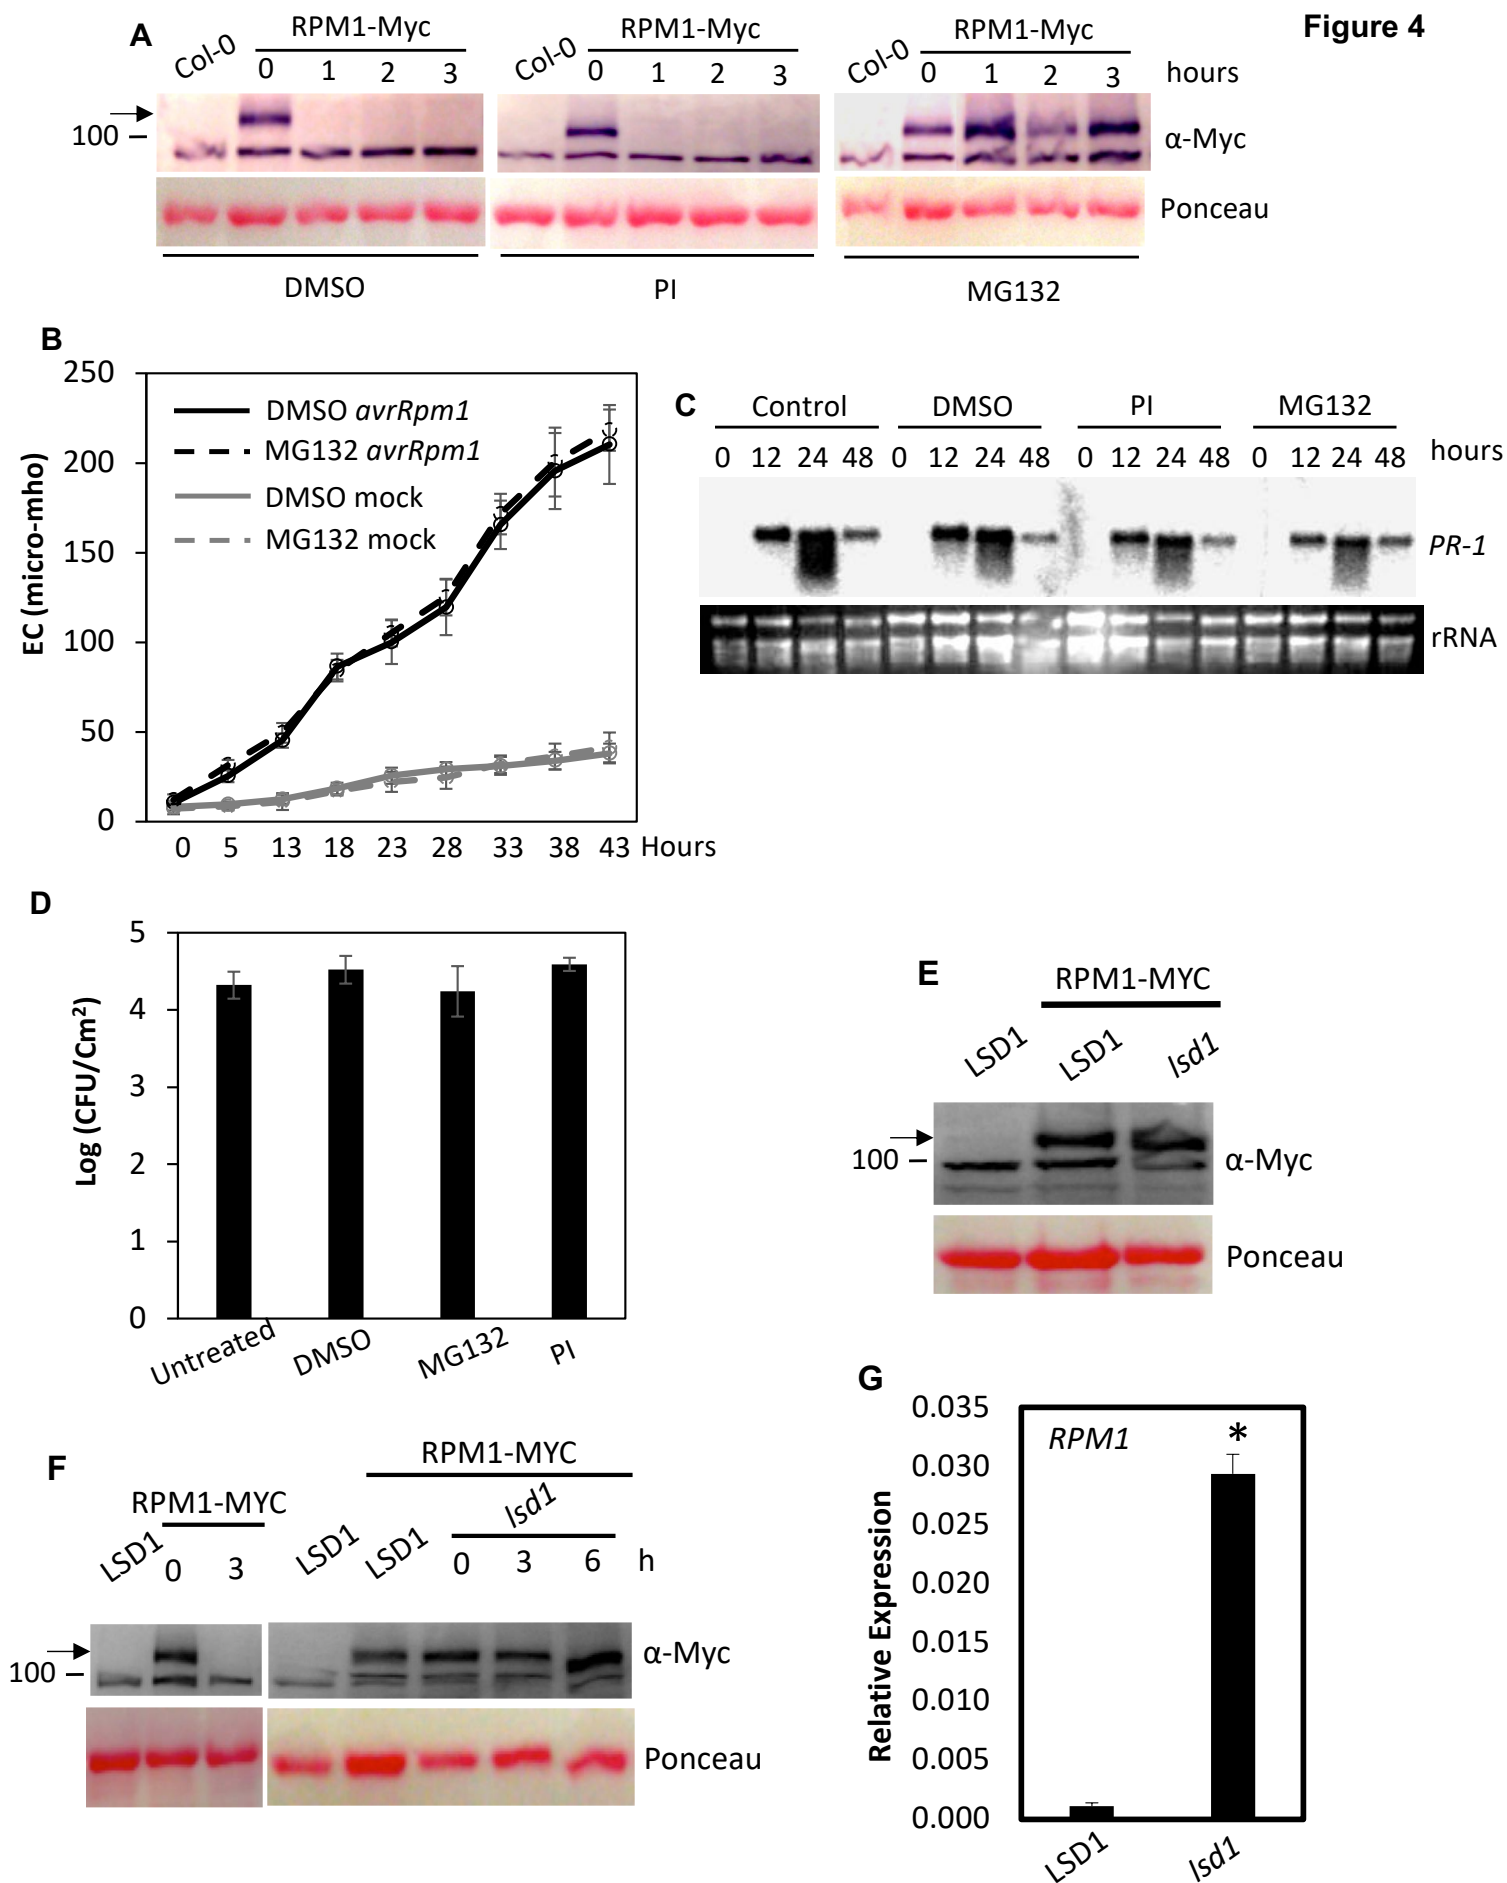 Figure 4
A
Col-0
RPM1-Myc
0 1 2 3
Col-0
RPM1-Myc
0 1 2 3
Col-0
RPM1-Myc
0 1 2 3
hours
100
α-Myc
Ponceau
DMSO
PI
MG132
B
EC (micro-mho)
250
200
150
100
50
0
DMSO avrRpm1
MG132 avrRpm1
DMSO mock
MG132 mock
0 5 13 18 23 28 33 38 43 Hours
C
Control DMSO PI MG132
0 12 24 48 0 12 24 48 0 12 24 48 0 12 24 48 hours
PR-1
rRNA
D
Log (CFU/Cm²)
5
4
3
2
1
0
Untreated
DMSO
MG132
PI
E
RPM1-MYC
LSD1
LSD1
lsd1
100
α-Myc
Ponceau
F
RPM1-MYC
LSD1
0 3
RPM1-MYC
LSD1
LSD1
lsd1
0 3 6 h
100
α-Myc
Ponceau
G
Relative Expression
0.035
0.030
0.025
0.020
0.015
0.010
0.005
0.000
RPM1
*
LSD1
lsd1